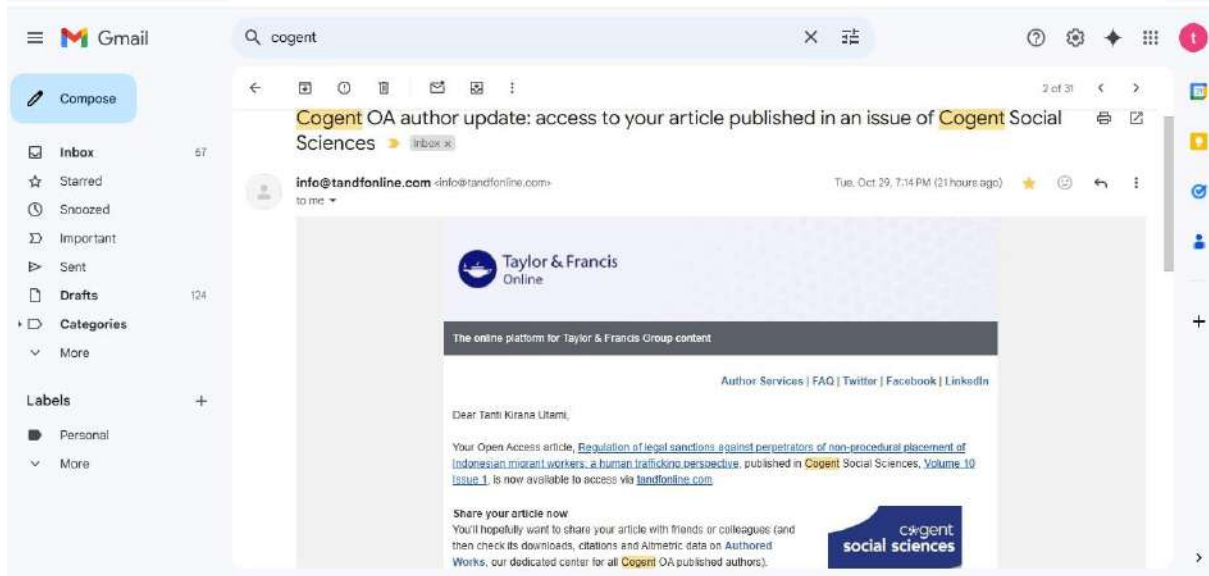 Gmail
cogent
Compose
2 of 31
Cogent OA author update: access to your article published in an issue of Cogent Social
Sciences Inbox x
Inbox 67
Starred
Snoozed
Important
Sent
Drafts 124
Categories
More
Labels +
Personal
More
info@tandfonline.com <info@tandfonline.com> Tue, Oct 29, 7:14 PM (21 hours ago)
to me
Taylor & Francis
Online
The online platform for Taylor & Francis Group content
Author Services | FAQ | Twitter | Facebook | LinkedIn
Dear Tanti Kirana Utami,
Your Open Access article, Regulation of legal sanctions against perpetrators of non-procedural placement of
Indonesian migrant workers: a human trafficking perspective, published in Cogent Social Sciences, Volume 10
Issue 1, is now available to access via tandfonline.com.
Share your article now
You'll hopefully want to share your article with friends or colleagues (and
then check its downloads, citations and Altmetric data on Authored
Works, our dedicated center for all Cogent OA published authors).
cogent
social sciences
t